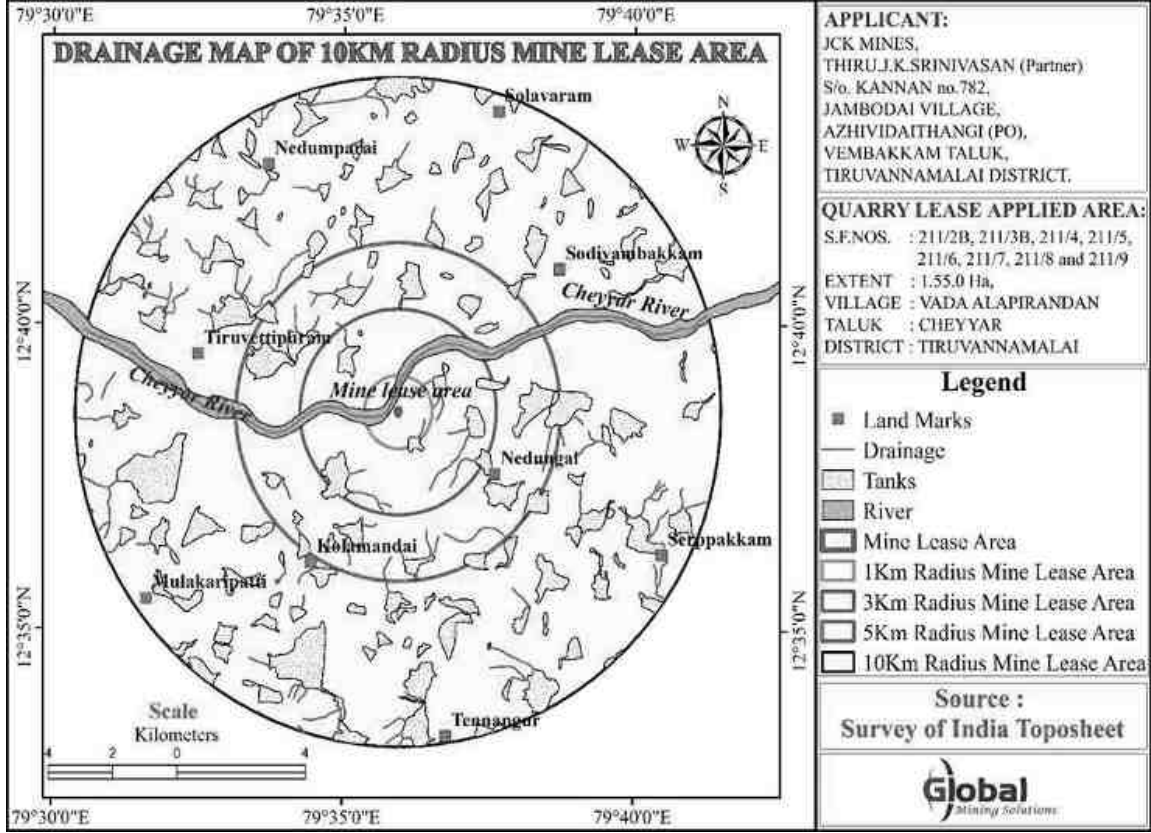 79°30'0"E 79°35'0"E 79°40'0"E
DRAINAGE MAP OF 10KM RADIUS MINE LEASE AREA
Solavaram
Nedumparai
N
W E
S
Sodiyambakkam
Cheyyar River
12°40'0"N 12°40'0"N
Tiruvettipuram
Cheyyar River
Mine lease area
Nedungal
Kolamandai
Seroppakkam
Mulakaripatti
12°35'0"N 12°35'0"N
Tennangur
Scale
Kilometers
4 2 0 4
79°30'0"E 79°35'0"E 79°40'0"E
APPLICANT:
JCK MINES,
THIRU.J.K.SRINIVASAN (Partner)
S/o. KANNAN no.782,
JAMBODAI VILLAGE,
AZHIVIDAITHANGI (PO),
VEMBAKKAM TALUK,
TIRUVANNAMALAI DISTRICT.
QUARRY LEASE APPLIED AREA:
S.F.NOS. : 211/2B, 211/3B, 211/4, 211/5,
211/6, 211/7, 211/8 and 211/9
EXTENT : 1.55.0 Ha,
VILLAGE : VADA ALAPIRANDAN
TALUK : CHEYYAR
DISTRICT : TIRUVANNAMALAI
Legend
Land Marks
Drainage
Tanks
River
Mine Lease Area
1Km Radius Mine Lease Area
3Km Radius Mine Lease Area
5Km Radius Mine Lease Area
10Km Radius Mine Lease Area
Source :
Survey of India Toposheet
Global
Mining Solutions